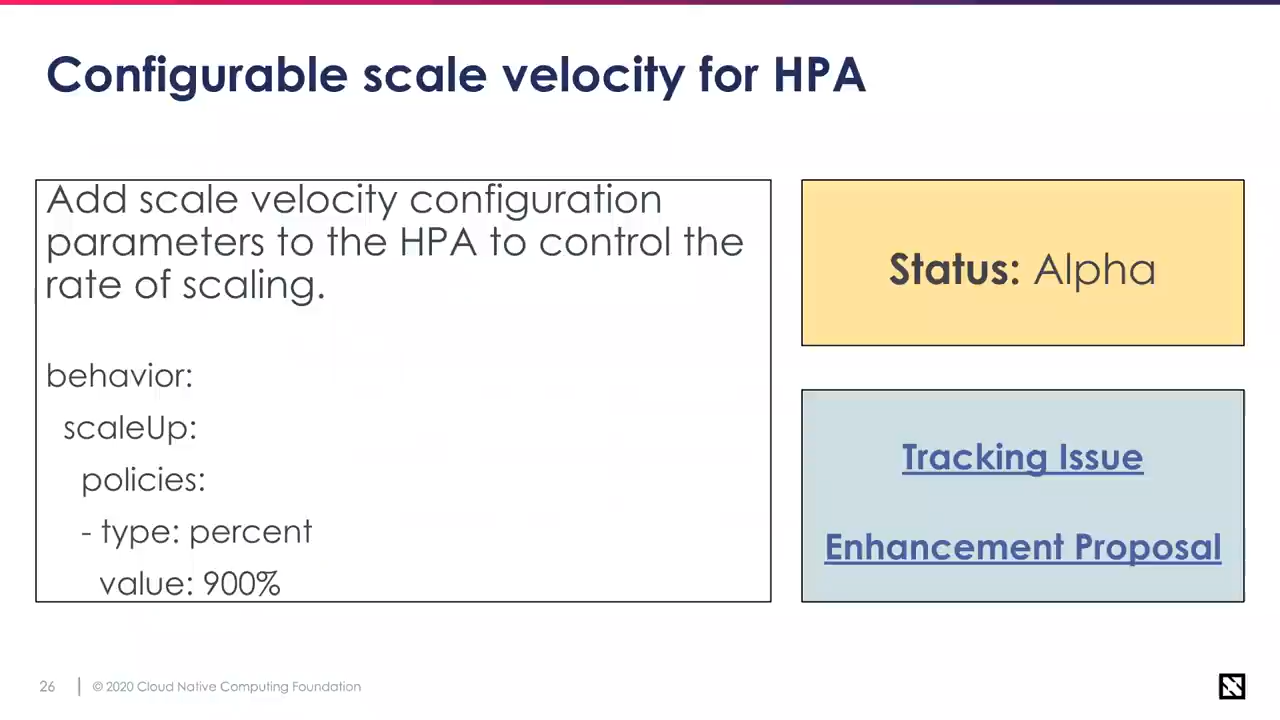 Configurable scale velocity for HPA
Add scale velocity configuration
parameters to the HPA to control the
rate of scaling.
behavior:
scaleUp:
policies:
- type: percent
value: 900%
Status: Alpha
Tracking Issue
Enhancement Proposal
26
© 2020 Cloud Native Computing Foundation